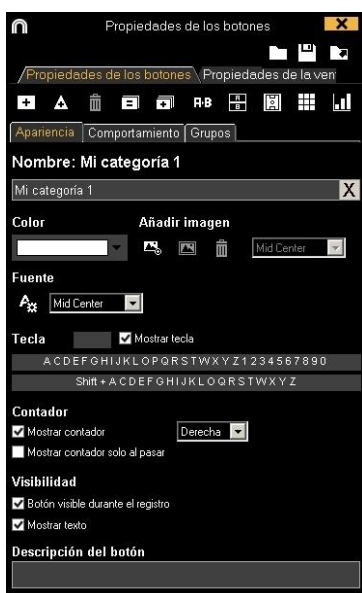 Propiedades de los botones X
Propiedades de los botones Propiedades de la ven
A·B
Apariencia Comportamiento Grupos
Nombre: Mi categoría 1
Mi categoría 1 X
Color Añadir imagen
Mid Center
Fuente
A Mid Center
Tecla Mostrar tecla
A C D E F G H I J K L O P Q R S T W X Y Z 1 2 3 4 5 6 7 8 9 0
Shift + A C D E F G H I J K L O Q R S T W X Y Z
Contador
Mostrar contador Derecha
Mostrar contador solo al pasar
Visibilidad
Botón visible durante el registro
Mostrar texto
Descripción del botón